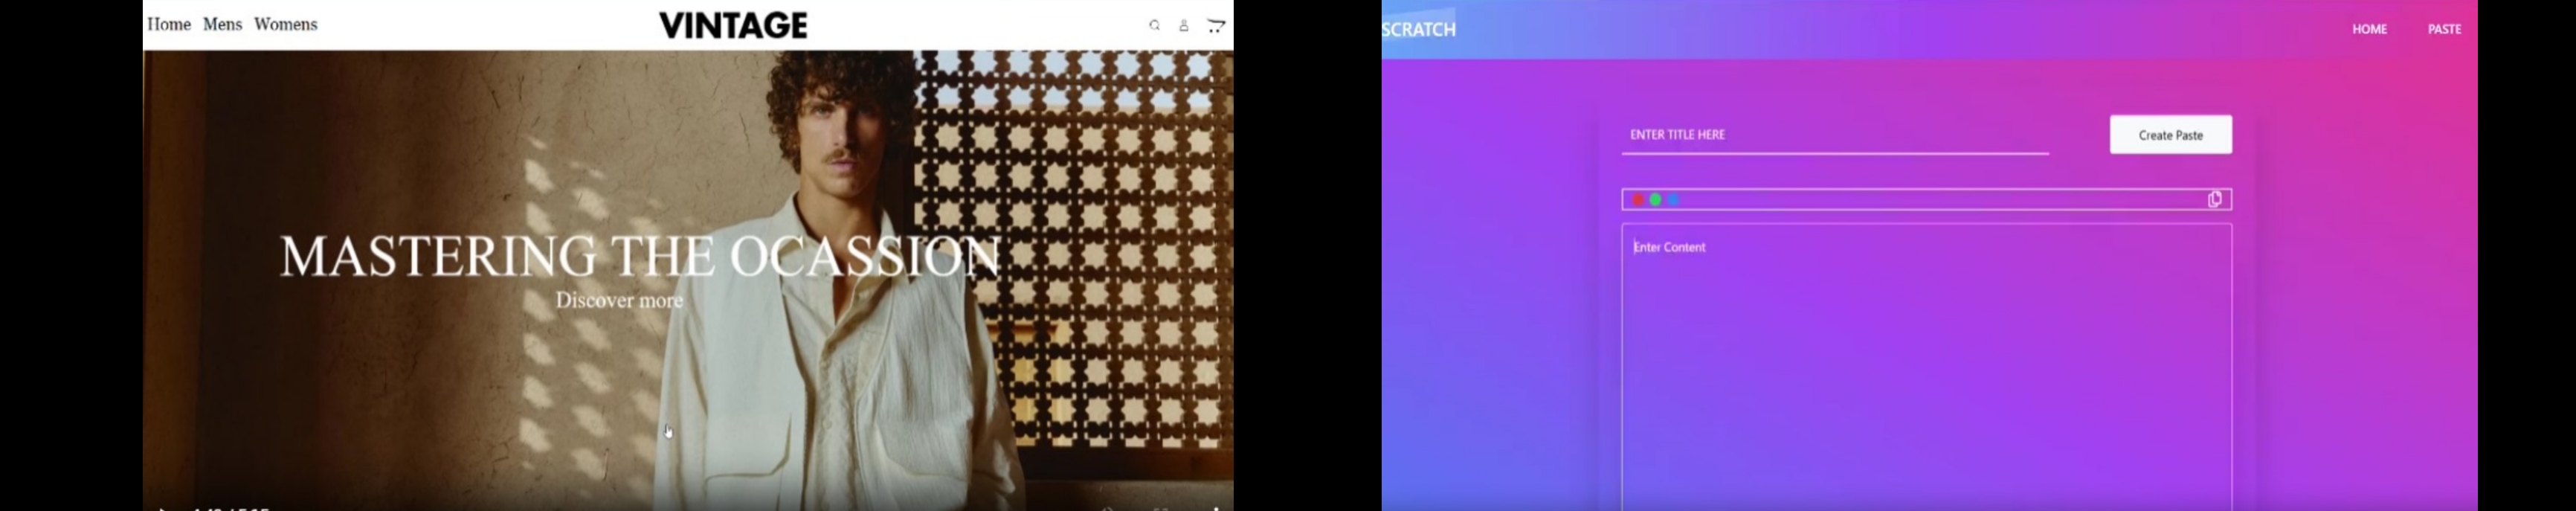 Home Mens Womens
VINTAGE
MASTERING THE OCASSION
Discover more
SCRATCH
HOME PASTE
ENTER TITLE HERE
Create Paste
Enter Content